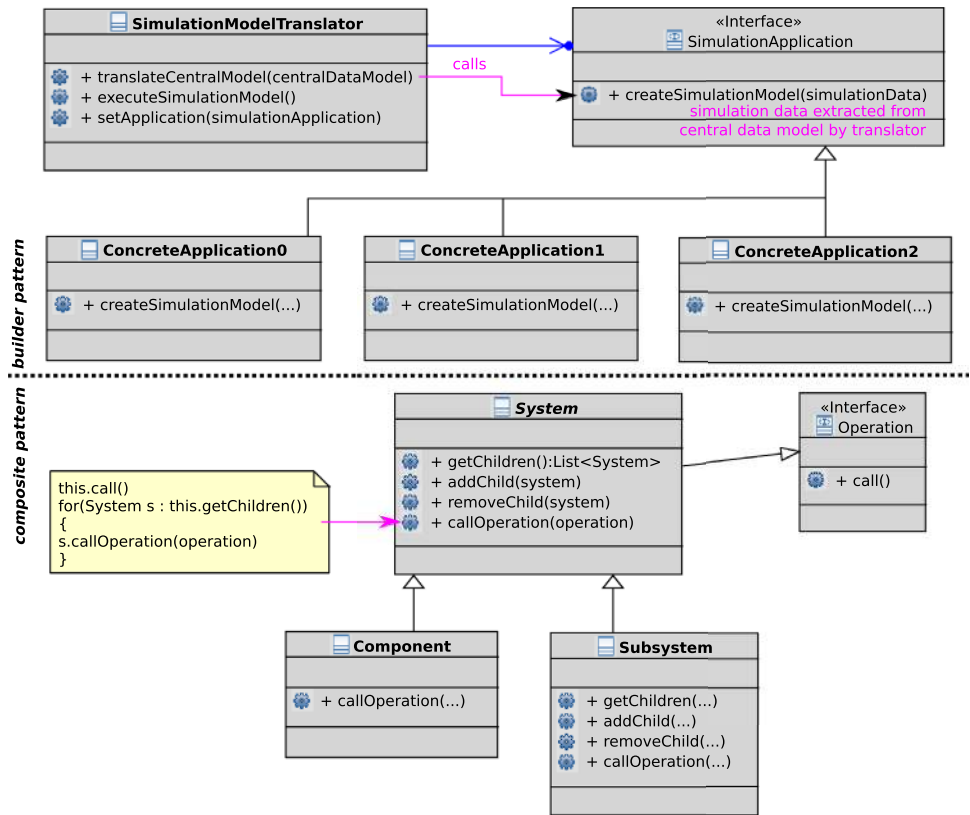 SimulationModelTranslator
+ translateCentralModel(centralDataModel)
+ executeSimulationModel()
+ setApplication(simulationApplication)
calls
«Interface»
SimulationApplication
+ createSimulationModel(simulationData)
simulation data extracted from
central data model by translator
builder pattern
ConcreteApplication0
+ createSimulationModel(...)
ConcreteApplication1
+ createSimulationModel(...)
ConcreteApplication2
+ createSimulationModel(...)
composite pattern
this.call()
for(System s : this.getChildren())
{
s.callOperation(operation)
}
System
+ getChildren():List<System>
+ addChild(system)
+ removeChild(system)
+ callOperation(operation)
«Interface»
Operation
+ call()
Component
+ callOperation(...)
Subsystem
+ getChildren(...)
+ addChild(...)
+ removeChild(...)
+ callOperation(...)